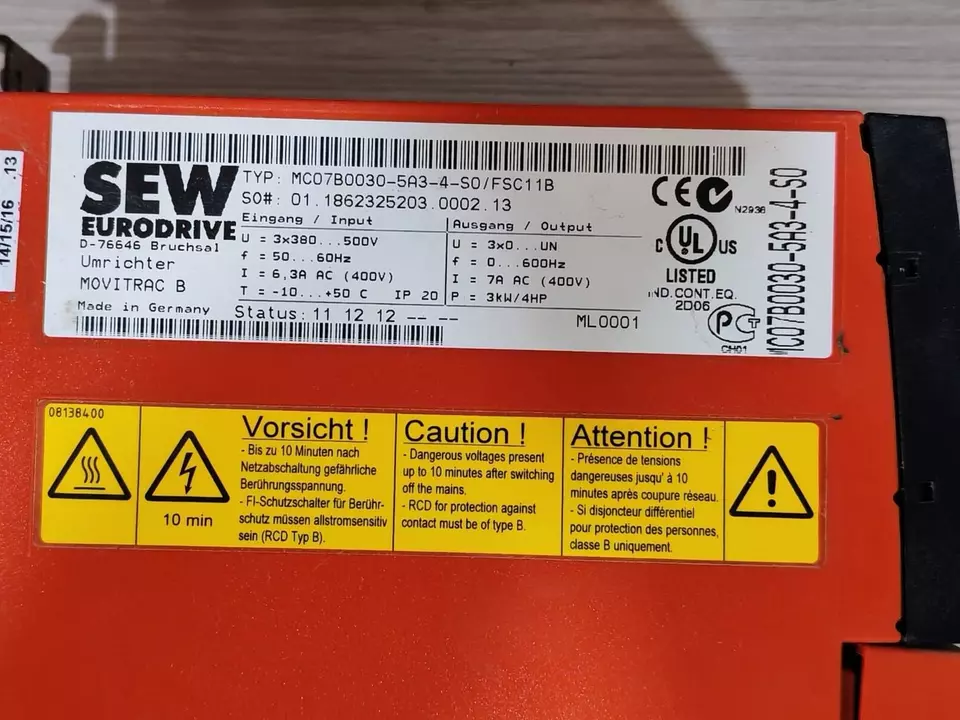 14/15/16 .13
SEW
EURODRIVE
D-76646 Bruchsal
Umrichter
MOVITRAC B
Made in Germany
TYP: MC07B0030-5A3-4-S0/FSC11B
SO#: 01.1862325203.0002.13
Eingang / Input
U = 3x380...500V
f = 50...60Hz
I = 6,3A AC (400V)
T = -10...+50 C IP 20
Status: 11 12 12 -- --
Ausgang / Output
U = 3x0...UN
f = 0...600Hz
I = 7A AC (400V)
P = 3kW/4HP
ML0001
CE
N2936
C UL US
LISTED
IND.CONT.EQ.
2D06
PCT
CH01
MC07B0030-5A3-4-S0
08138400
10 min
Vorsicht !
- Bis zu 10 Minuten nach
Netzabschaltung gefährliche
Berührungsspannung.
- FI-Schutzschalter für Berühr-
schutz müssen allstromsensitiv
sein (RCD Typ B).
Caution !
- Dangerous voltages present
up to 10 minutes after switching
off the mains.
- RCD for protection against
contact must be of type B.
Attention !
- Présence de tensions
dangereuses jusqu' à 10
minutes après coupure réseau.
- Si disjoncteur différentiel
pour protection des personnes,
classe B uniquement.